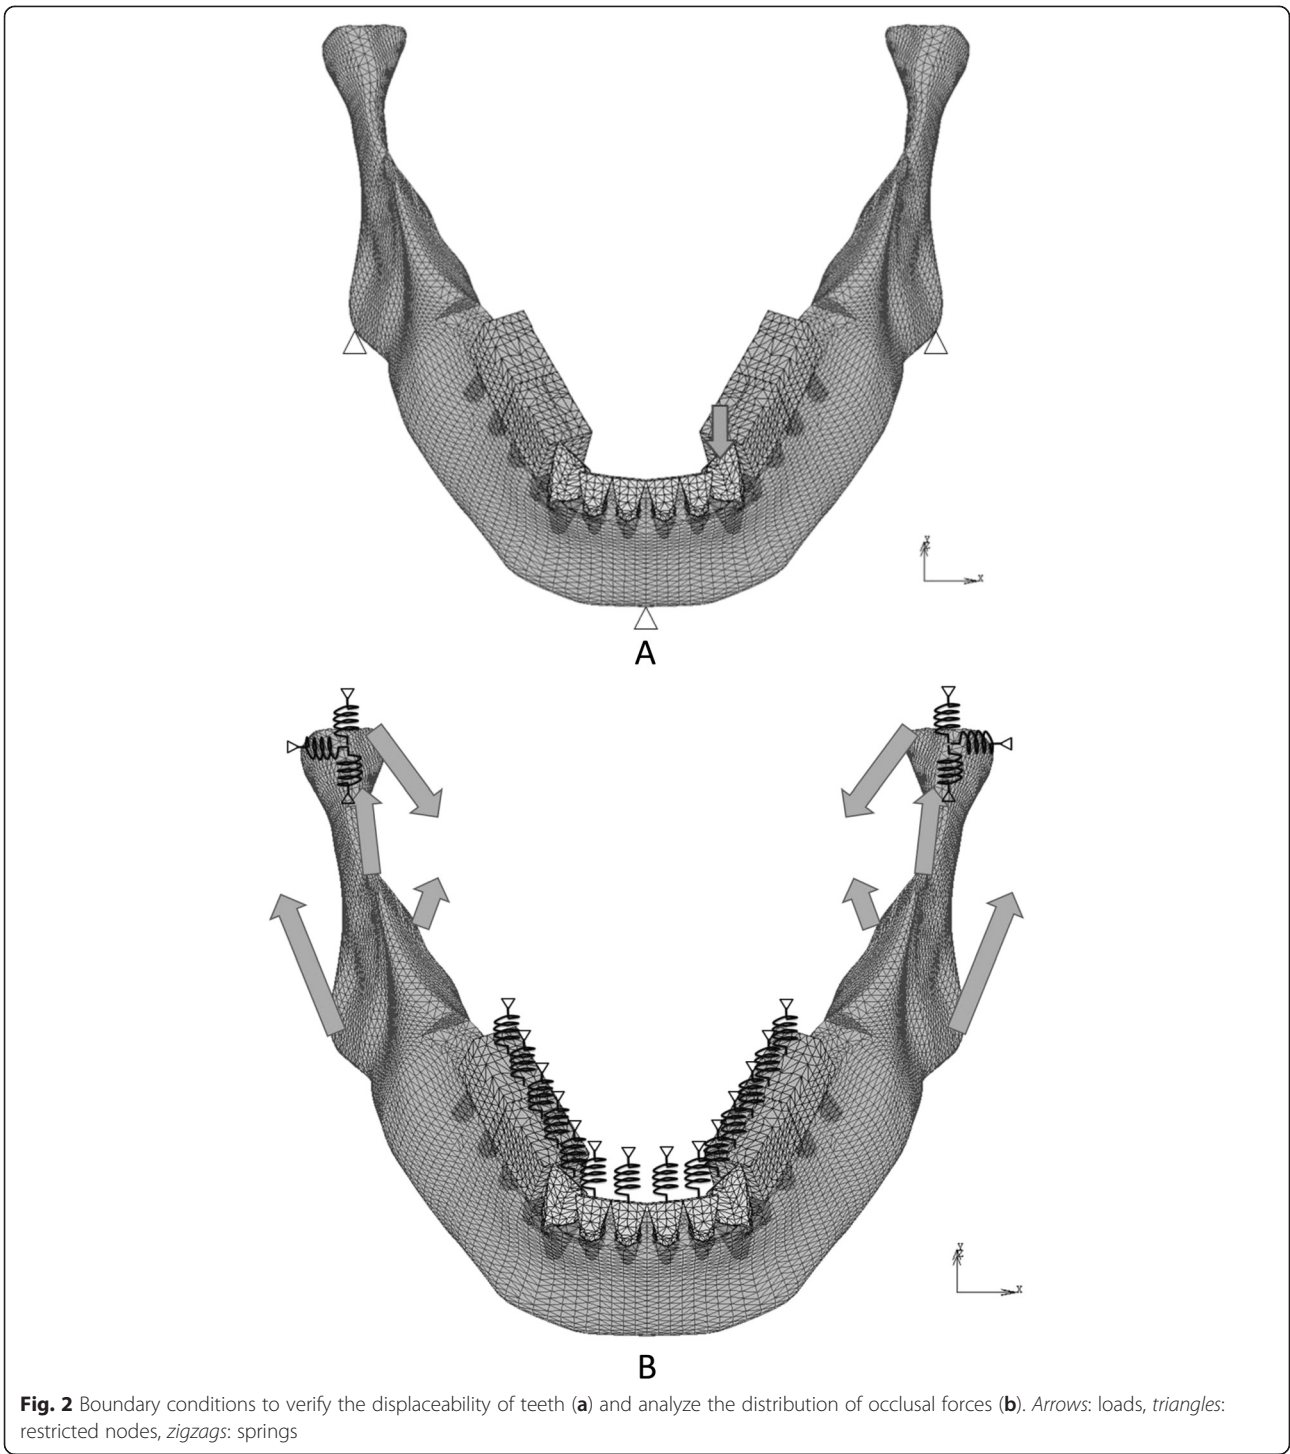 x
A
Y
x
B
Fig. 2 Boundary conditions to verify the displaceability of teeth (a) and analyze the distribution of occlusal forces (b). Arrows: loads, triangles:
restricted nodes, zigzags: springs